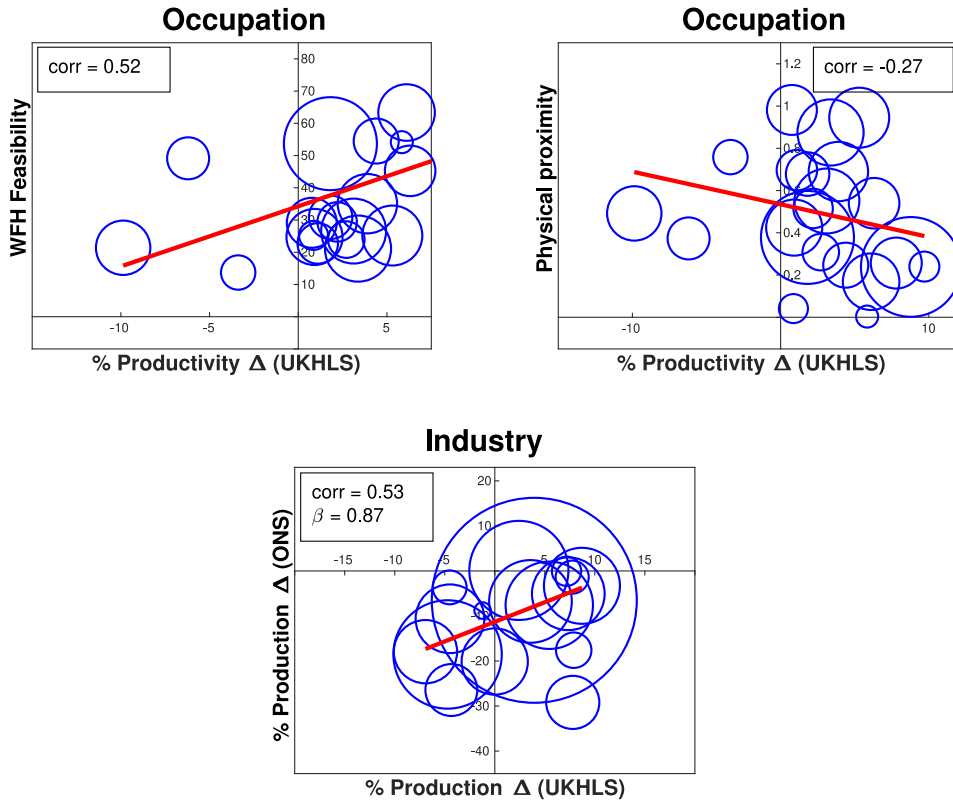 Occupation
corr = 0.52
WFH Feasibility
80
70
60
50
40
30
20
10
-10
-5
5
% Productivity Δ (UKHLS)
Occupation
corr = -0.27
Physical proximity
1.2
1
0.8
0.6
0.4
0.2
-10
10
% Productivity Δ (UKHLS)
Industry
corr = 0.53
β = 0.87
% Production Δ (ONS)
20
10
-15
-10
-5
5
10
15
-10
-20
-30
-40
% Production Δ (UKHLS)